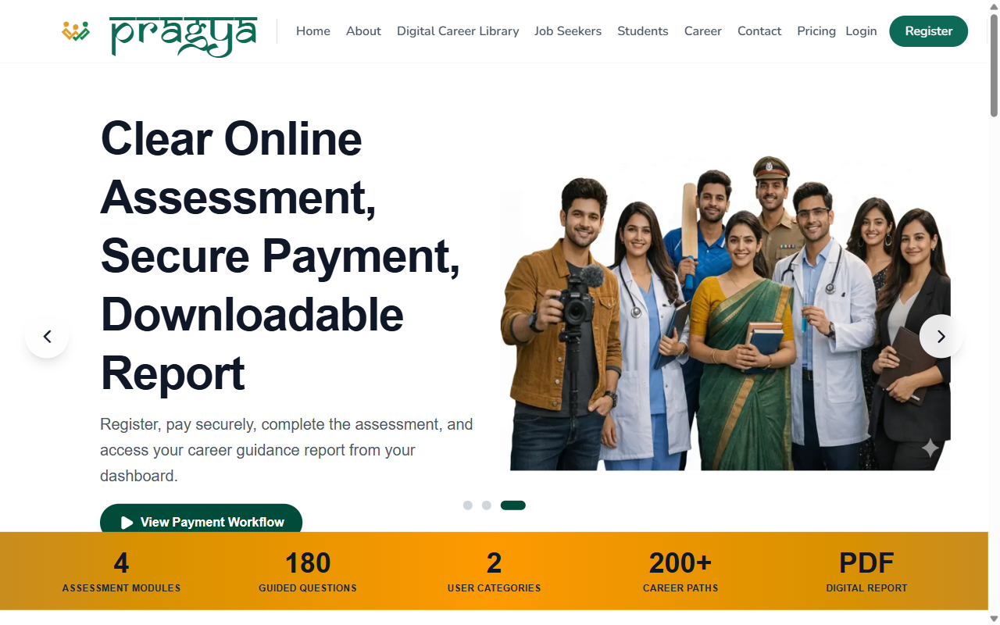 pragya
Home About Digital Career Library Job Seekers Students Career Contact Pricing Login Register
Clear Online
Assessment,
Secure Payment,
Downloadable
Report
Register, pay securely, complete the assessment, and
access your career guidance report from your
dashboard.
View Payment Workflow
4 180 2 200+ PDF
ASSESSMENT MODULES GUIDED QUESTIONS USER CATEGORIES CAREER PATHS DIGITAL REPORT